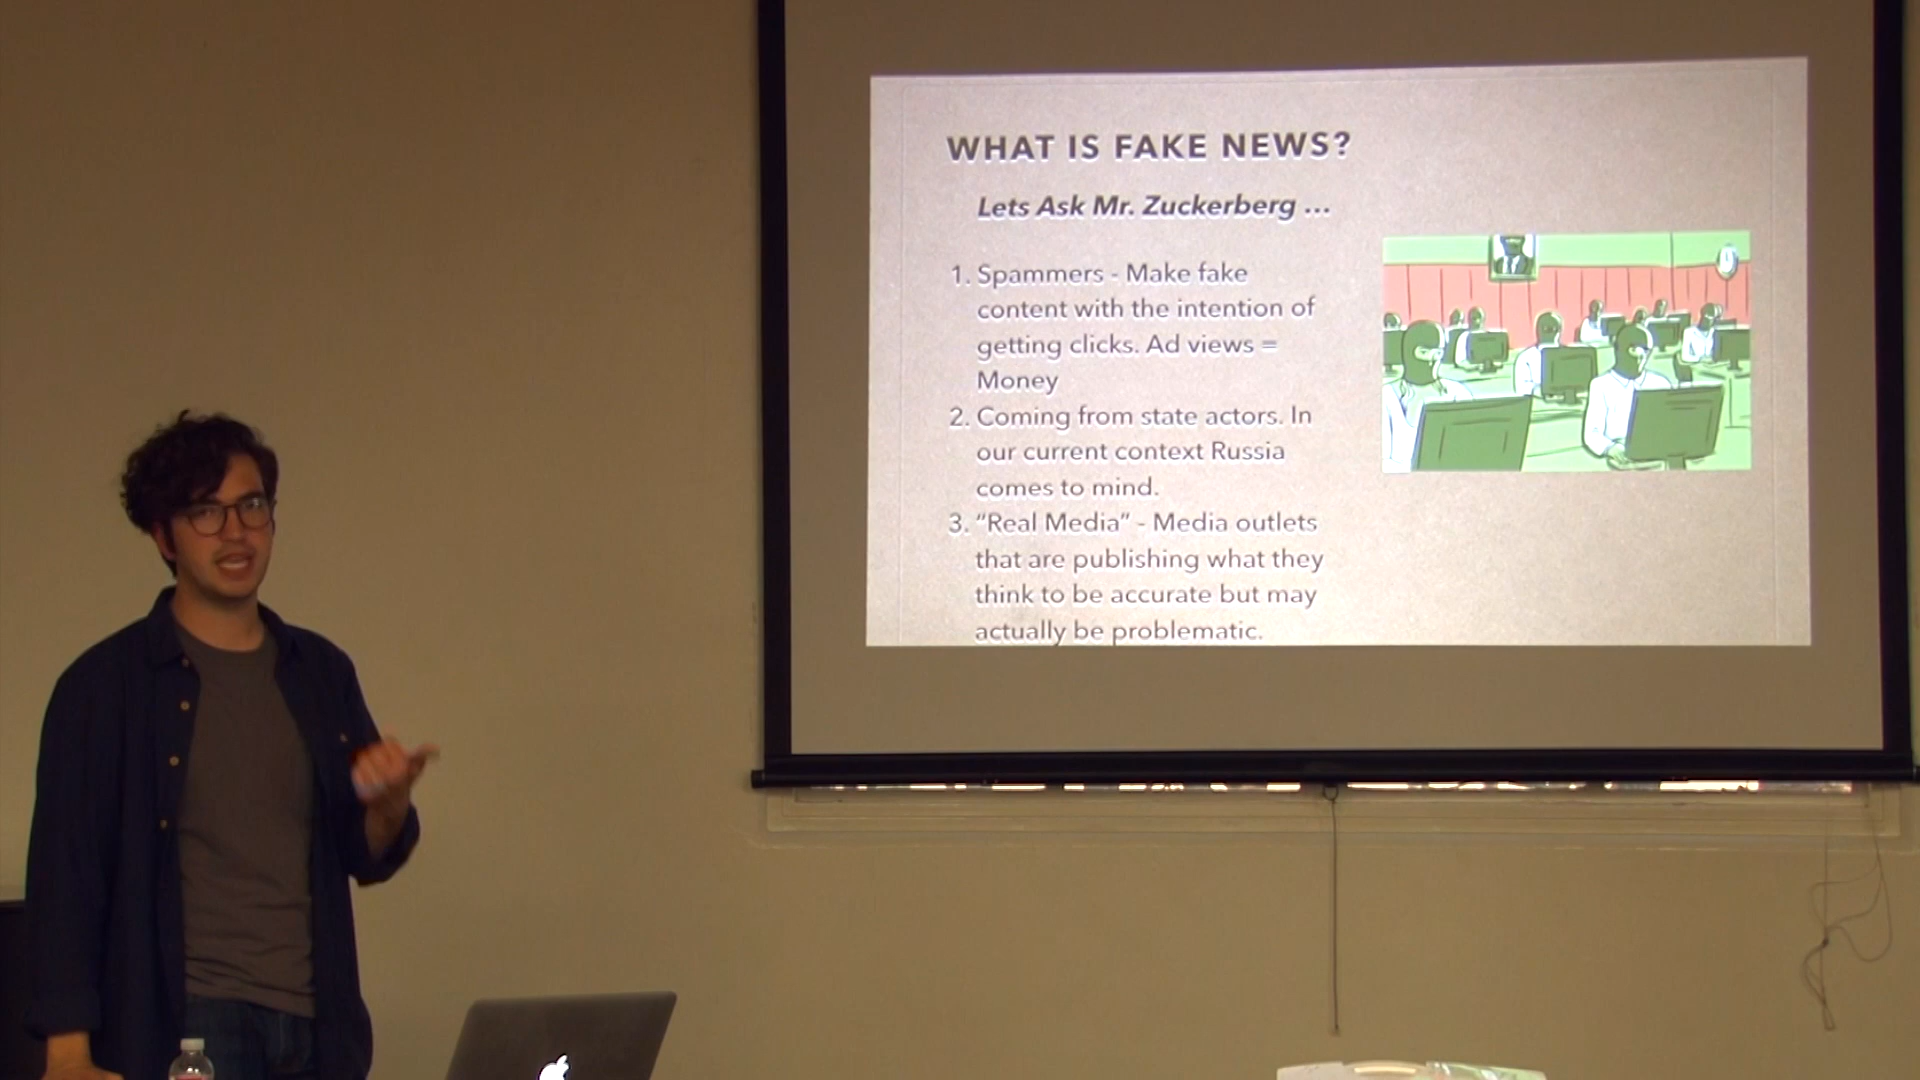 WHAT IS FAKE NEWS?
Lets Ask Mr. Zuckerberg ...
1. Spammers - Make fake
content with the intention of
getting clicks. Ad views =
Money
2. Coming from state actors. In
our current context Russia
comes to mind.
3. “Real Media” - Media outlets
that are publishing what they
think to be accurate but may
actually be problematic.